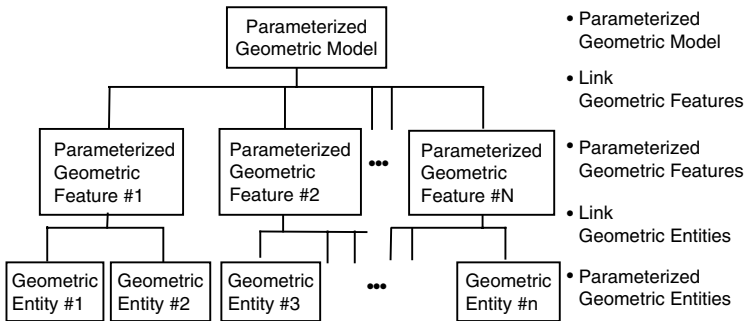 Parameterized
Geometric Model
Parameterized
Geometric
Feature #1
Parameterized
Geometric
Feature #2
•••
Parameterized
Geometric
Feature #N
Geometric
Entity #1
Geometric
Entity #2
Geometric
Entity #3
•••
Geometric
Entity #n
• Parameterized
Geometric Model
• Link
Geometric Features
• Parameterized
Geometric Features
• Link
Geometric Entities
• Parameterized
Geometric Entities